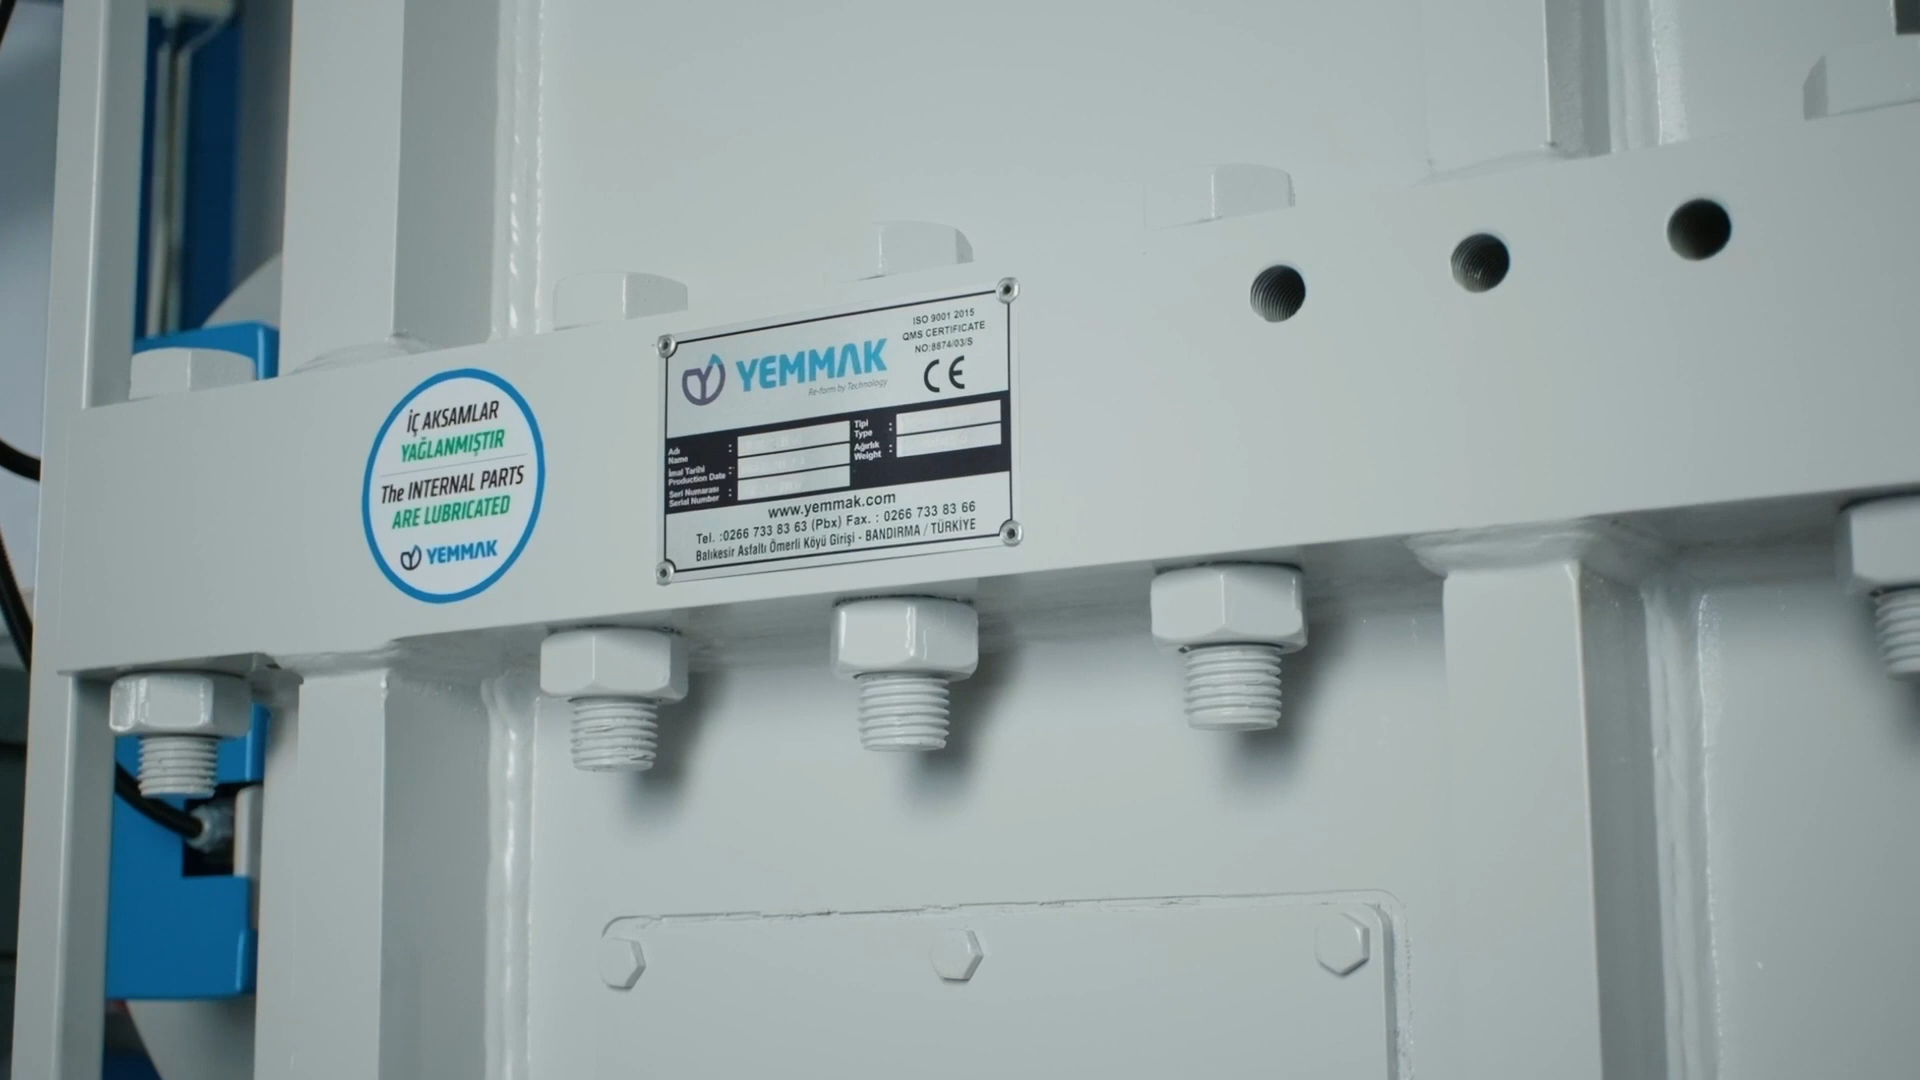 İÇ AKSAMLAR
YAĞLANMIŞTIR
The INTERNAL PARTS
ARE LUBRICATED
YEMMAK
YEMMAK
Re-form by Technology
ISO 9001 2015
QMS CERTIFICATE
NO:8874/03/S
CE
Adı
Name :
İmal Tarihi
Production Date :
Seri Numarası
Serial Number :
Tipi
Type :
Ağırlık
Weight :
www.yemmak.com
Tel. :0266 733 83 63 (Pbx) Fax. : 0266 733 83 66
Balıkesir Asfaltı Ömerli Köyü Girişi - BANDIRMA / TÜRKİYE